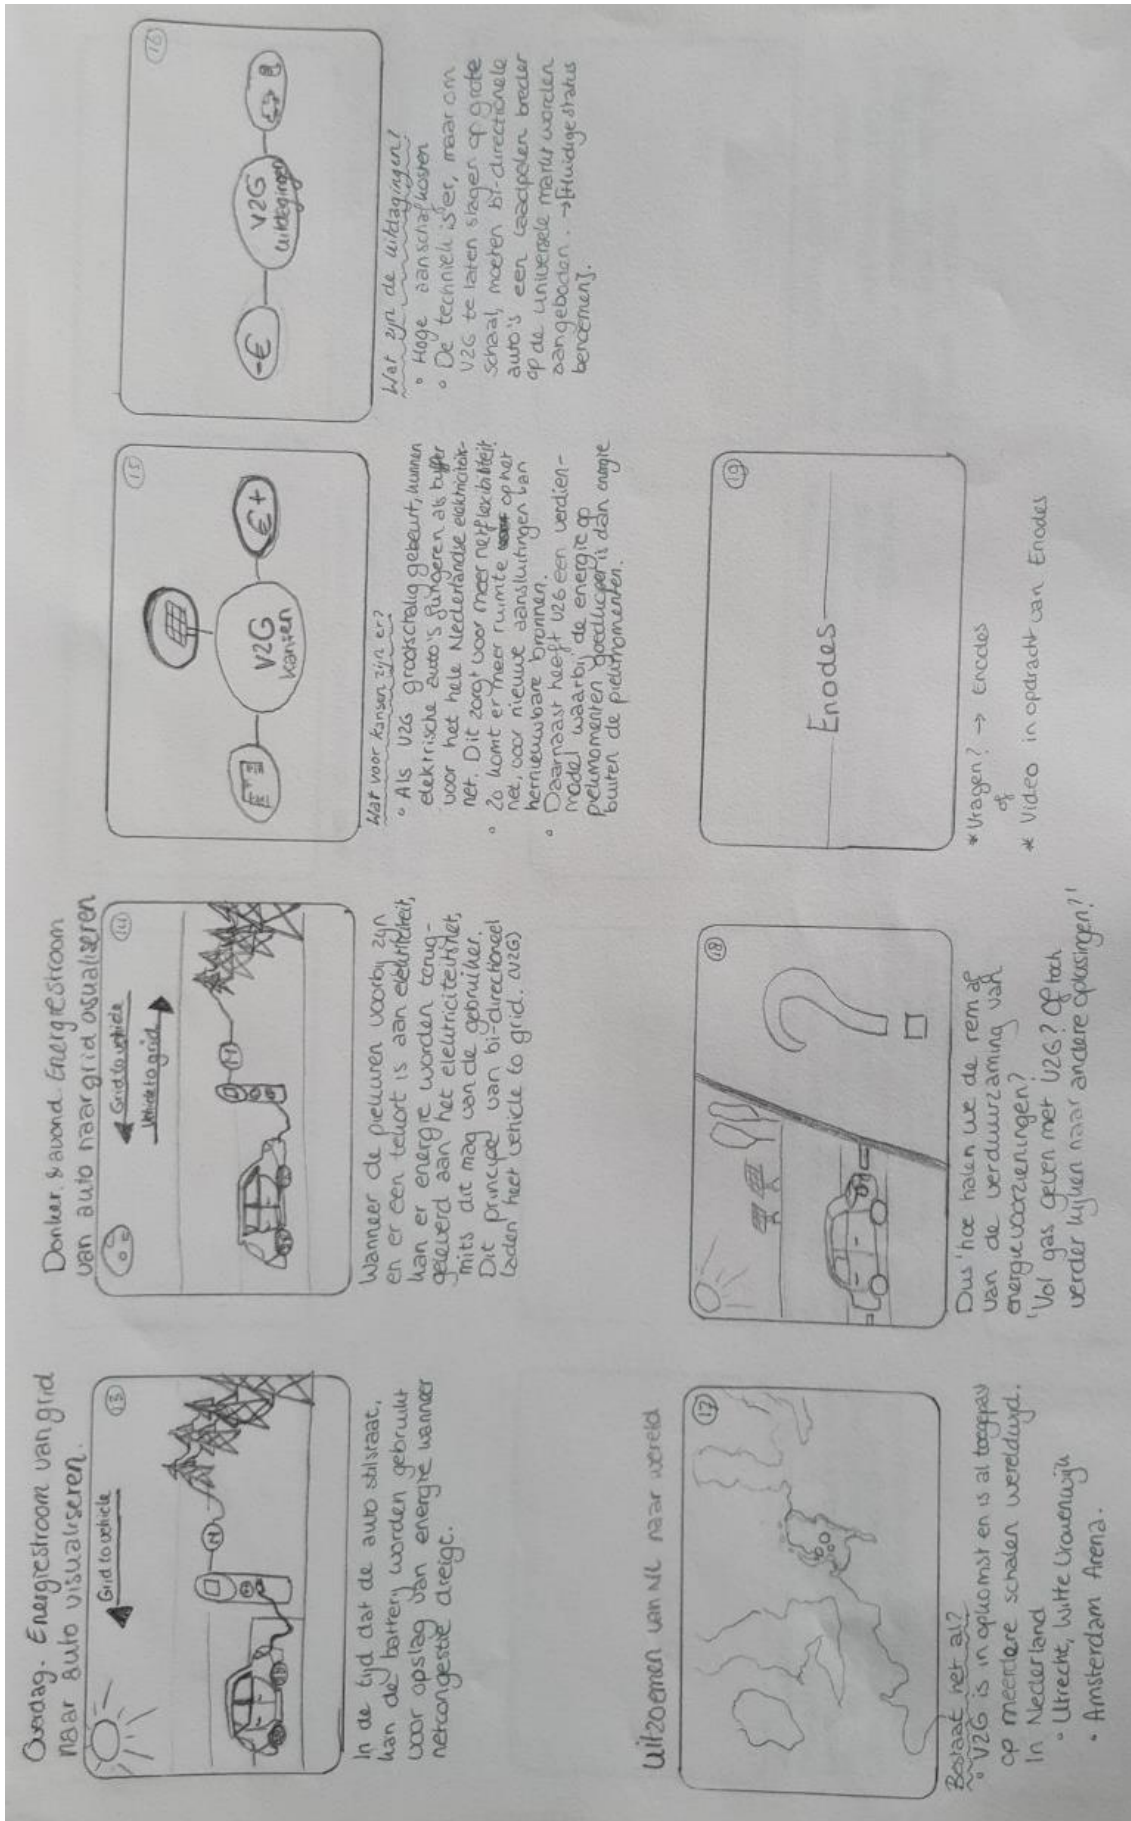 Overdag. Energiestroom van grid
naar auto visualiseren.
13
Grid to vehicle
In de tijd dat de auto stilstaat,
kan de battery worden gebruikt
voor opslag van energie wanneer
netcongestie dreigt.
Donker & avond. Energiestroom
van auto naar grid visualiseren
14
Grid to vehicle
Vehicle to grid
Wanneer de piekuren voorbij zijn
en er een tekort is aan elektriciteit,
kan er energie worden terug-
geleverd aan het elektriciteitsnet,
mits dit mag van de gebruiker.
Dit principe van bi-directioneel
laden heet vehicle to grid. (V2G)
15
V2G
kansen
€+
Wat voor kansen zijn er?
• Als V2G grootschalig gebeurt, kunnen
elektrische auto's fungeren als buffer
voor het hele Nederlandse elektriciteits-
net. Dit zorgt voor meer netflexibiliteit.
• Zo komt er meer ruimte op het
net, voor nieuwe aansluitingen van
hernieuwbare bronnen.
• Daarnaast heeft V2G een verdien-
model waarbij de energie op
piekmomenten goedkoper is dan energie
buiten de piekmomenten.
16
-€
V2G
uitdagingen
Wat zijn de uitdagingen?
• Hoge aanschafkosten
• De techniek is er, maar om
V2G te laten slagen op grote
schaal, moeten bi-directionele
auto's een laadpalen breder
op de universele markt worden
aangeboden. → [Huidige status
benoemen].
Uitzoemen van NL naar wereld
17
Bestaat het al?
• V2G is in opkomst en is al toegepast
op meerdere schalen wereldwijd.
In Nederland
• Utrecht, Witte Vrouwenwijk
• Amsterdam Arena.
18
?
Dus 'hoe halen we de rem af
van de verduurzaming van
energievoorzieningen?
'Vol gas geven met V2G? Of toch
verder kijken naar andere oplossingen?'
19
Enodes
* Vragen? → Enodes
of
* Video in opdracht van Enodes